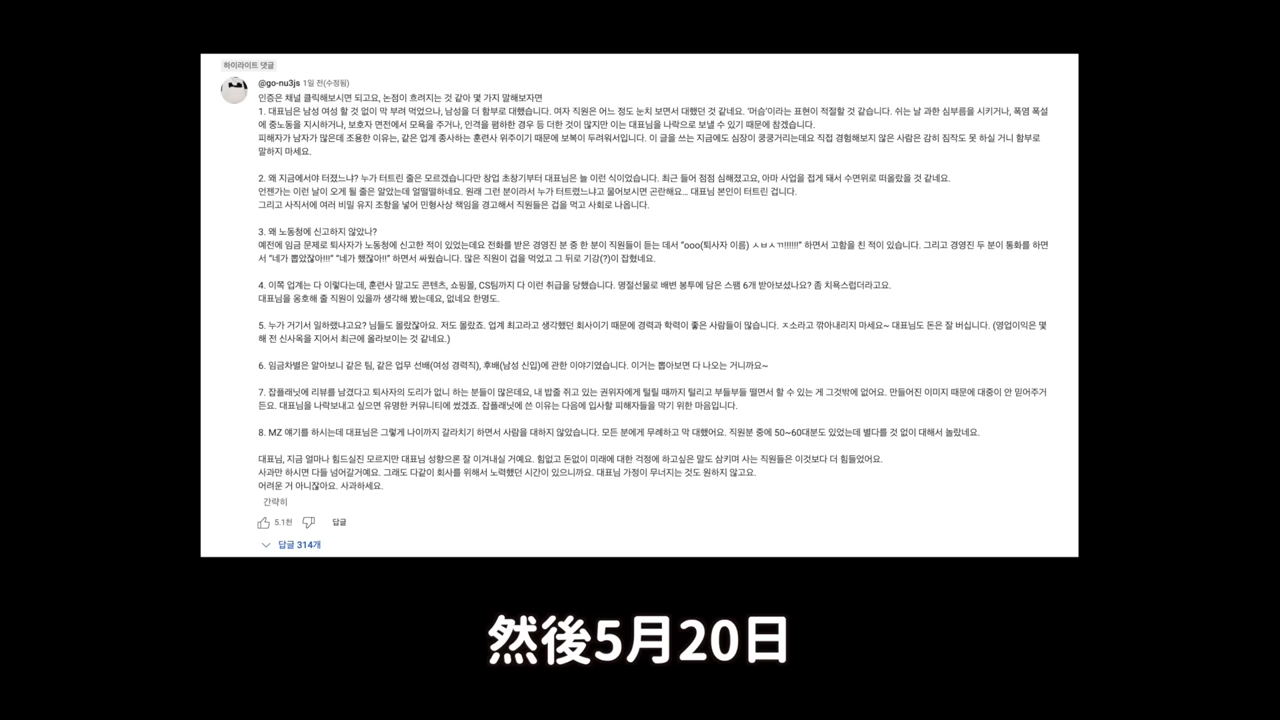 하이라이트 댓글
@go-nu3js 1일 전(수정됨)
인증은 채널 클릭해보시면 되고요, 논점이 흐려지는 것 같아 몇 가지 말해보자면
1. 대표님은 남성 여성 할 것 없이 막 부려 먹었으나, 남성을 더 함부로 대했습니다. 여자 직원은 어느 정도 눈치 보면서 대했던 것 같네요. '머슴'이라는 표현이 적절할 것 같습니다. 쉬는 날 과한 심부름을 시키거나, 폭염 폭설
에 중노동을 지시하거나, 보호자 면전에서 모욕을 주거나, 인격을 폄하한 경우 등 더한 것이 많지만 이는 대표님을 나락으로 보낼 수 있기 때문에 참겠습니다.
피해자가 남자가 많은데 조용한 이유는, 같은 업계 종사하는 훈련사 위주이기 때문에 보복이 두려워서입니다. 이 글을 쓰는 지금에도 심장이 쿵쿵거리는데요 직접 경험해보지 않은 사람은 감히 짐작도 못 하실 거니 함부로
말하지 마세요.
2. 왜 지금에서야 터졌느냐? 누가 터트린 줄은 모르겠습니다만 창업 초창기부터 대표님은 늘 이런 식이었습니다. 최근 들어 점점 심해졌고요, 아마 사업을 접게 돼서 수면위로 떠올랐을 것 같네요.
언젠가는 이런 날이 오게 될 줄은 알았는데 얼떨떨하네요. 원래 그런 분이라서 누가 터트렸느냐고 물어보시면 곤란해요... 대표님 본인이 터트린 겁니다.
그리고 사직서에 여러 비밀 유지 조항을 넣어 민형사상 책임을 경고해서 직원들은 겁을 먹고 사회로 나옵니다.
3. 왜 노동청에 신고하지 않았나?
예전에 임금 문제로 퇴사자가 노동청에 신고한 적이 있었는데요 전화를 받은 경영진 분 중 한 분이 직원들이 듣는 데서 "ooo(퇴사자 이름) ㅅㅂㅅㄲ!!!!!!" 하면서 고함을 친 적이 있습니다. 그리고 경영진 두 분이 통화를 하면
서 "네가 뽑았잖아!!!" "네가 했잖아!!" 하면서 싸웠습니다. 많은 직원이 겁을 먹었고 그 뒤로 기강(?)이 잡혔네요.
4. 이쪽 업계는 다 이렇다는데, 훈련사 말고도 콘텐츠, 쇼핑몰, CS팀까지 다 이런 취급을 당했습니다. 명절선물로 배변 봉투에 담은 스팸 6개 받아보셨나요? 좀 치욕스럽더라고요.
대표님을 옹호해 줄 직원이 있을까 생각해 봤는데요, 없네요 한명도.
5. 누가 거기서 일하랬냐고요? 님들도 몰랐잖아요. 저도 몰랐죠. 업계 최고라고 생각했던 회사이기 때문에 경력과 학력이 좋은 사람들이 많습니다. ㅈ소라고 깎아내리지 마세요~ 대표님도 돈은 잘 버십니다. (영업이익은 몇
해 전 신사옥을 지어서 최근에 올라보이는 것 같네요.)
6. 임금차별은 알아보니 같은 팀, 같은 업무 선배(여성 경력직), 후배(남성 신입)에 관한 이야기였습니다. 이거는 뽑아보면 다 나오는 거니까요~
7. 잡플래닛에 리뷰를 남겼다고 퇴사자의 도리가 없니 하는 분들이 많은데요, 내 밥줄 쥐고 있는 권위자에게 털릴 때까지 털리고 부들부들 떨면서 할 수 있는 게 그것밖에 없어요. 만들어진 이미지 때문에 대중이 안 믿어주거
든요. 대표님을 나락보내고 싶으면 유명한 커뮤니티에 썼겠죠. 잡플래닛에 쓴 이유는 다음에 입사할 피해자들을 막기 위한 마음입니다.
8. MZ 얘기를 하시는데 대표님은 그렇게 나이까지 갈라치기 하면서 사람을 대하지 않았습니다. 모든 분에게 무례하고 막 대했어요. 직원분 중에 50~60대분도 있었는데 별다를 것 없이 대해서 놀랐네요.
대표님, 지금 얼마나 힘드실진 모르지만 대표님 성향으론 잘 이겨내실 거예요. 힘없고 돈없이 미래에 대한 걱정에 하고싶은 말도 삼키며 사는 직원들은 이것보다 더 힘들었어요.
사과만 하시면 다들 넘어갈거예요. 그래도 다같이 회사를 위해서 노력했던 시간이 있으니까요. 대표님 가정이 무너지는 것도 원하지 않고요.
어려운 거 아니잖아요. 사과하세요.
간략히
5.1천 답글
답글 314개
然後5月20日